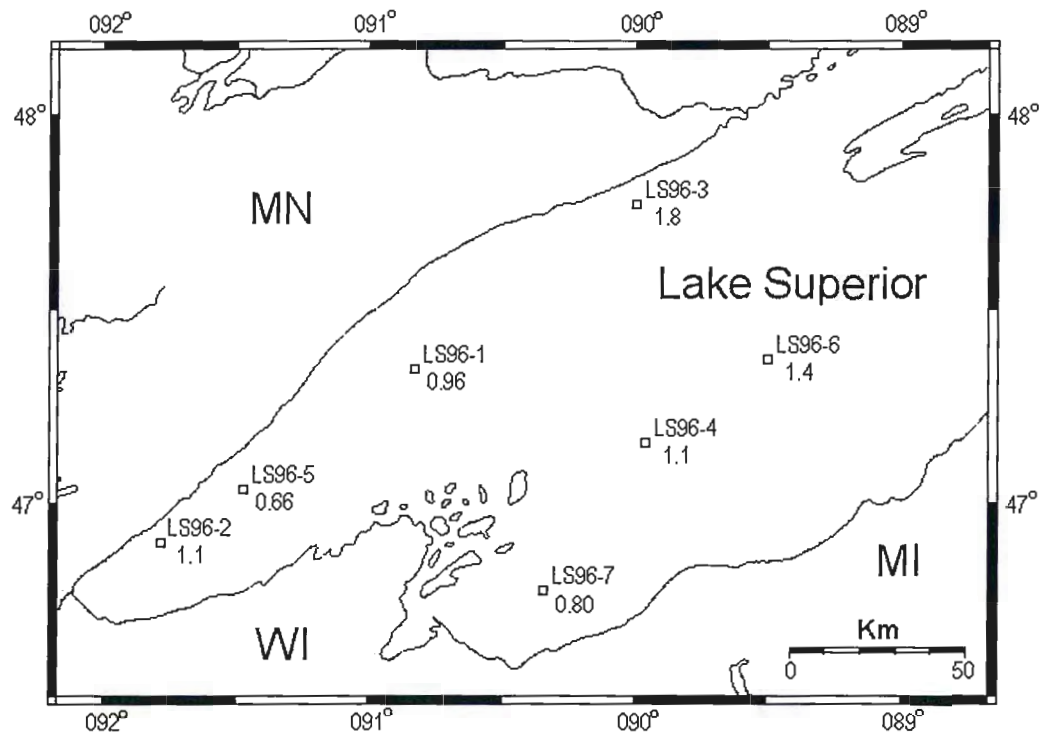 092° 091° 090° 089°
48° 48°
LS96-3
1.8
MN
Lake Superior
LS96-6
1.4
LS96-1
0.96
LS96-4
1.1
LS96-5
0.66
47° 47°
LS96-2
1.1
MI
LS96-7
0.80
WI
Km
0 50
092° 091° 090° 089°